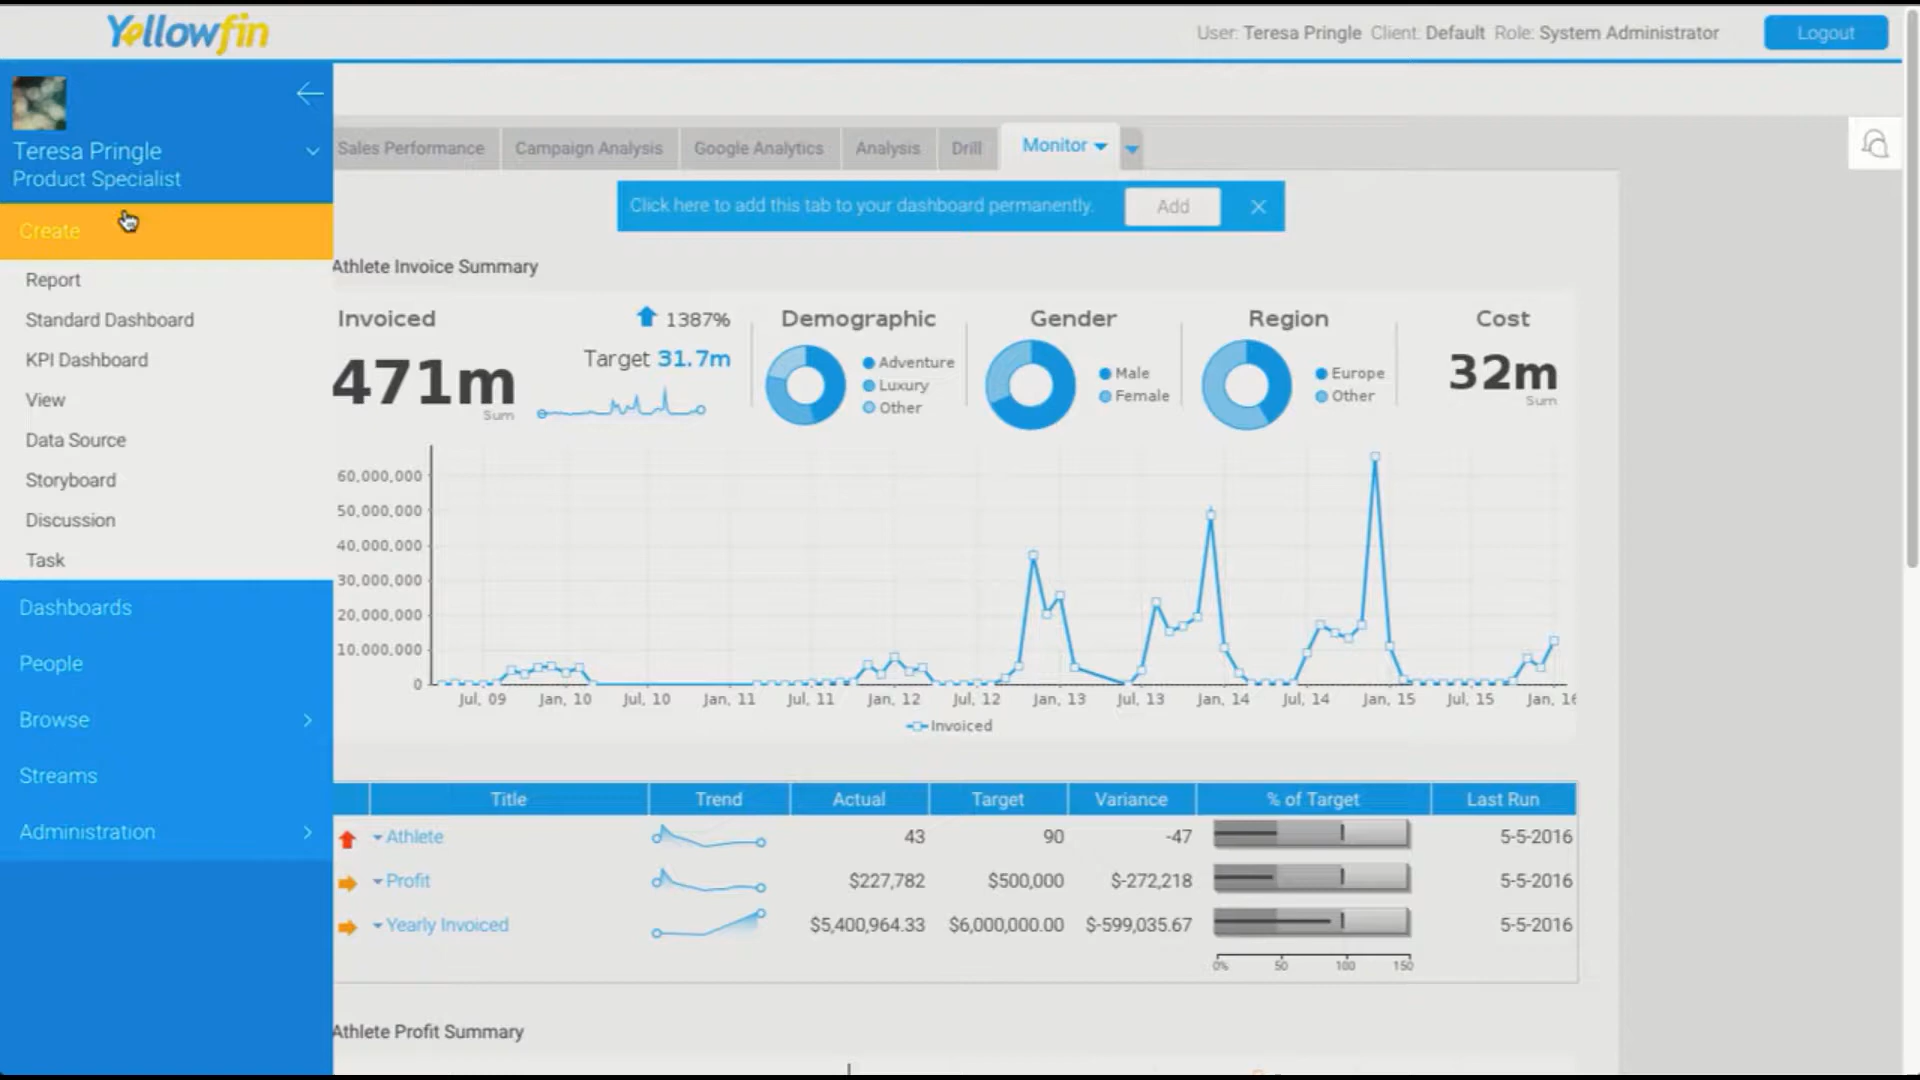 Yellowfin
User: Teresa Pringle Client: Default Role: System Administrator
Logout
Teresa Pringle
Product Specialist
Create
Report
Standard Dashboard
KPI Dashboard
View
Data Source
Storyboard
Discussion
Task
Dashboards
People
Browse
Streams
Administration
Sales Performance
Campaign Analysis
Google Analytics
Analysis
Drill
Monitor
Click here to add this tab to your dashboard permanently.
Add
Athlete Invoice Summary
Invoiced
1387%
Target 31.7m
471m
Sum
Demographic
Adventure
Luxury
Other
Gender
Male
Female
Region
Europe
Other
Cost
32m
Sum
60,000,000
50,000,000
40,000,000
30,000,000
20,000,000
10,000,000
0
Jul, 09 Jan, 10 Jul, 10 Jan, 11 Jul, 11 Jan, 12 Jul, 12 Jan, 13 Jul, 13 Jan, 14 Jul, 14 Jan, 15 Jul, 15 Jan, 16
Invoiced
Title Trend Actual Target Variance % of Target Last Run
Athlete 43 90 -47 5-5-2016
Profit $227,782 $500,000 $-272,218 5-5-2016
Yearly Invoiced $5,400,964.33 $6,000,000.00 $-599,035.67 5-5-2016
0% 50 100 150
Athlete Profit Summary